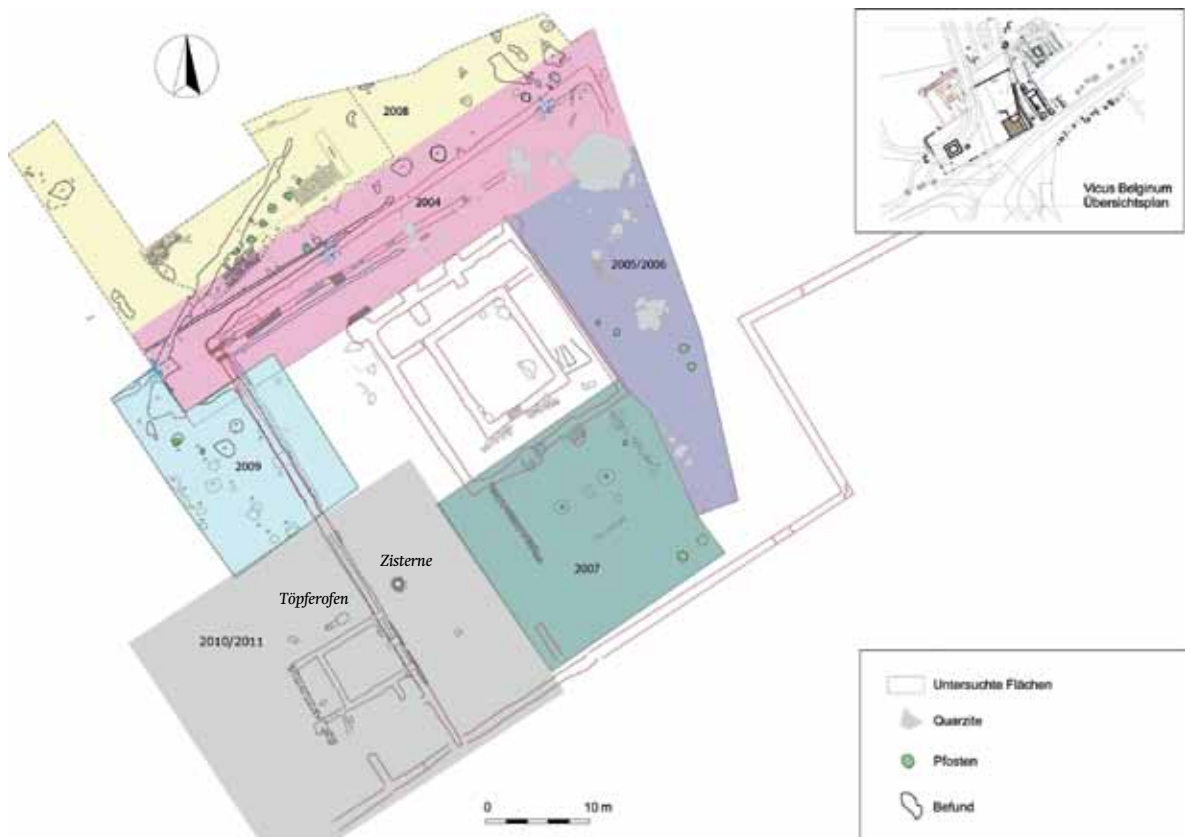 2008
2004
2005/2006
2009
2007
2010/2011
Zisterne
Töpferofen
0 10 m
Vicus Belginum
Übersichtsplan
Untersuchte Flächen
Quarzite
Pfosten
Befund